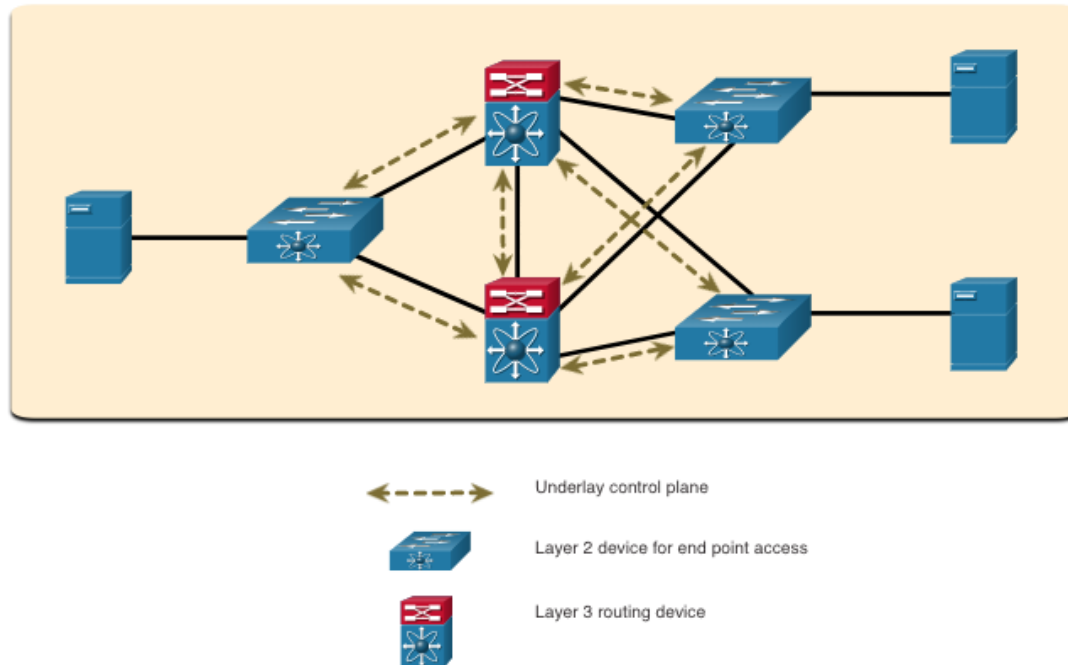 Underlay control plane
Layer 2 device for end point access
Layer 3 routing device